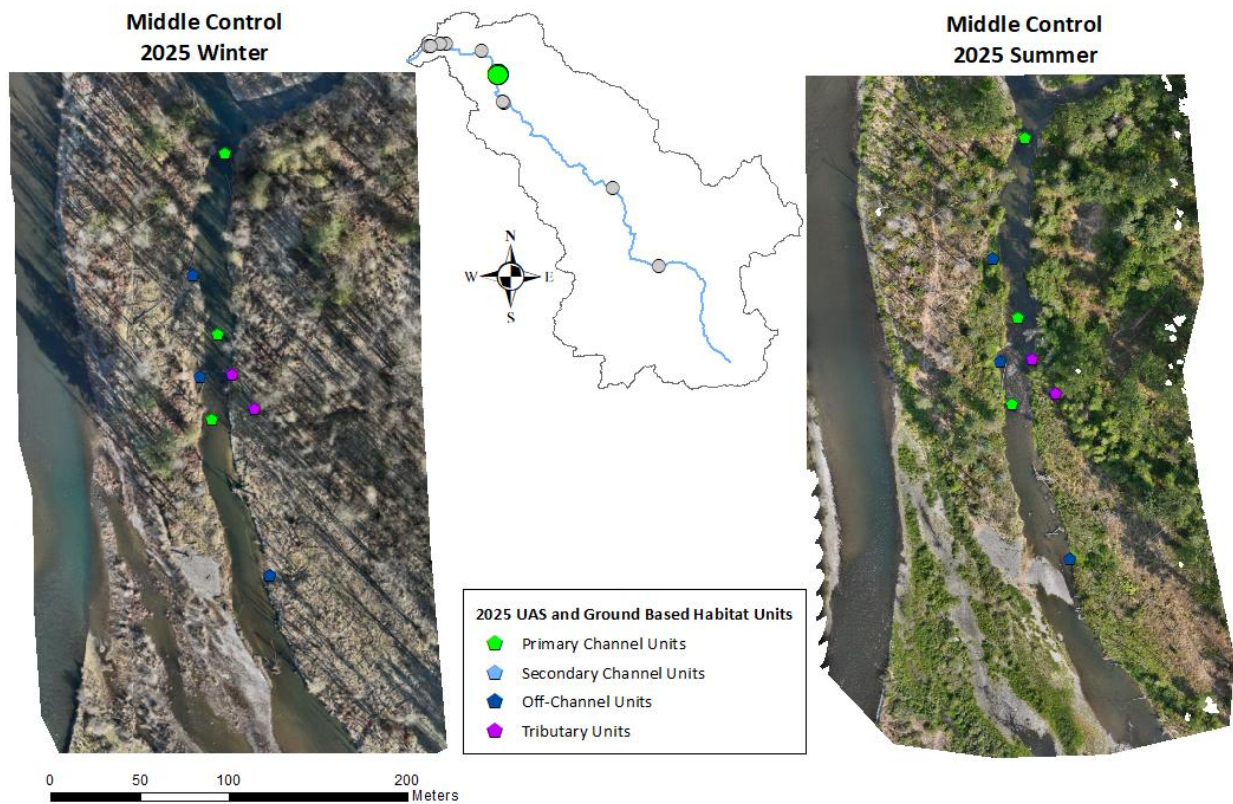 Middle Control
2025 Winter
Middle Control
2025 Summer
N
W E
S
2025 UAS and Ground Based Habitat Units
Primary Channel Units
Secondary Channel Units
Off-Channel Units
Tributary Units
0 50 100 200
Meters